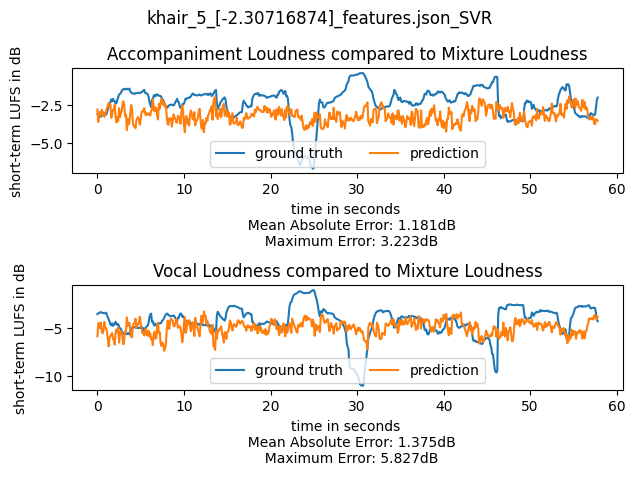 khair_5_[-2.30716874]_features.json_SVR
Accompaniment Loudness compared to Mixture Loudness
short-term LUFS in dB
−2.5
−5.0
ground truth prediction
0 10 20 30 40 50 60
time in seconds
Mean Absolute Error: 1.181dB
Maximum Error: 3.223dB
Vocal Loudness compared to Mixture Loudness
short-term LUFS in dB
−5
−10
ground truth prediction
0 10 20 30 40 50 60
time in seconds
Mean Absolute Error: 1.375dB
Maximum Error: 5.827dB